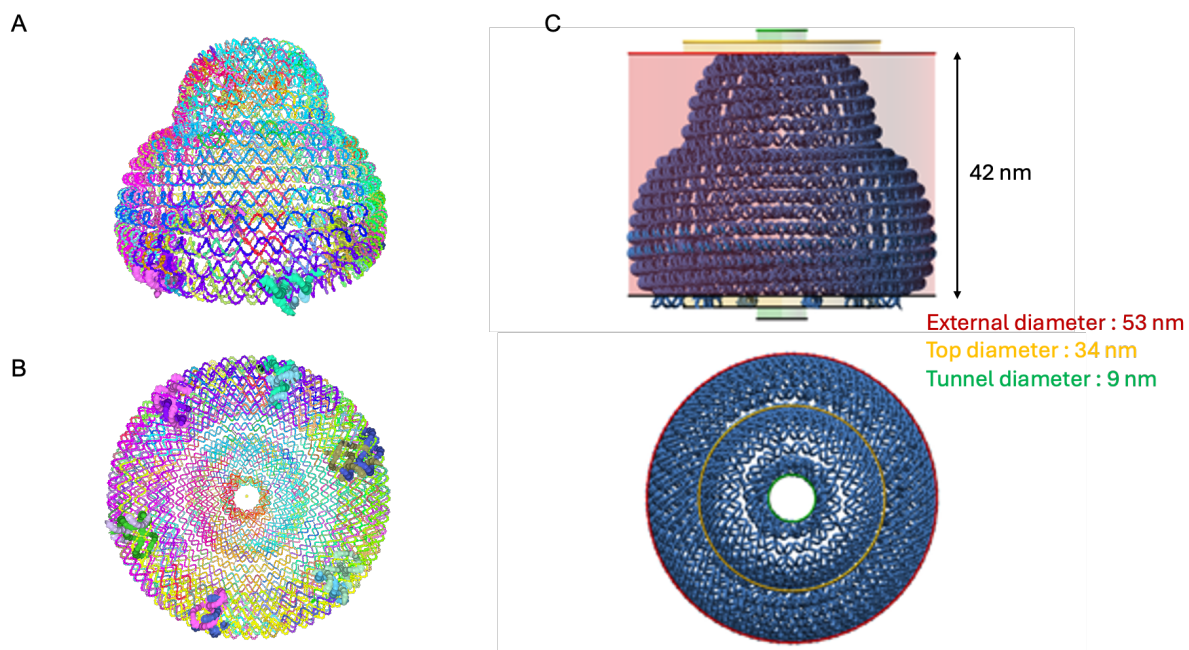 A
C
42 nm
External diameter : 53 nm
Top diameter : 34 nm
Tunnel diameter : 9 nm
B